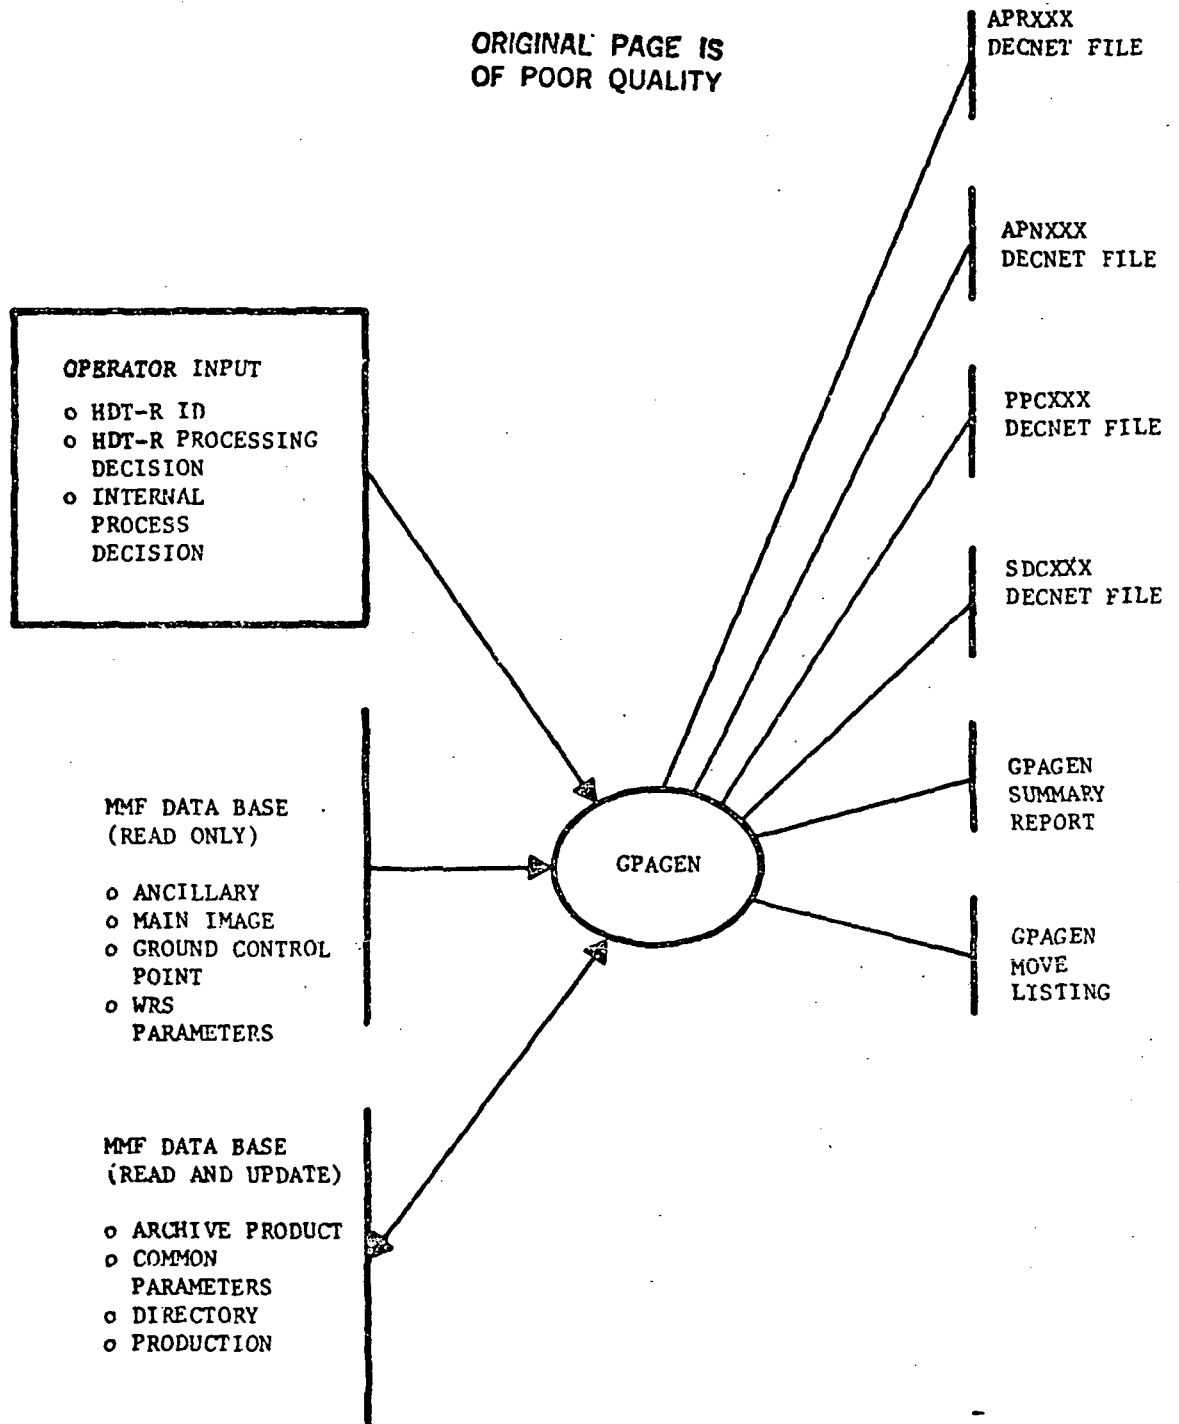 ORIGINAL PAGE IS
OF POOR QUALITY
APRXXX
DECNET FILE
APNXXX
DECNET FILE
PPCXXX
DECNET FILE
SDCXXX
DECNET FILE
GPAGEN
SUMMARY
REPORT
GPAGEN
MOVE
LISTING
OPERATOR INPUT
o HDT-R ID
o HDT-R PROCESSING
DECISION
o INTERNAL
PROCESS
DECISION
MMF DATA BASE
(READ ONLY)
o ANCILLARY
o MAIN IMAGE
o GROUND CONTROL
POINT
o WRS
PARAMETERS
GPAGEN
MMF DATA BASE
(READ AND UPDATE)
o ARCHIVE PRODUCT
o COMMON
PARAMETERS
o DIRECTORY
o PRODUCTION